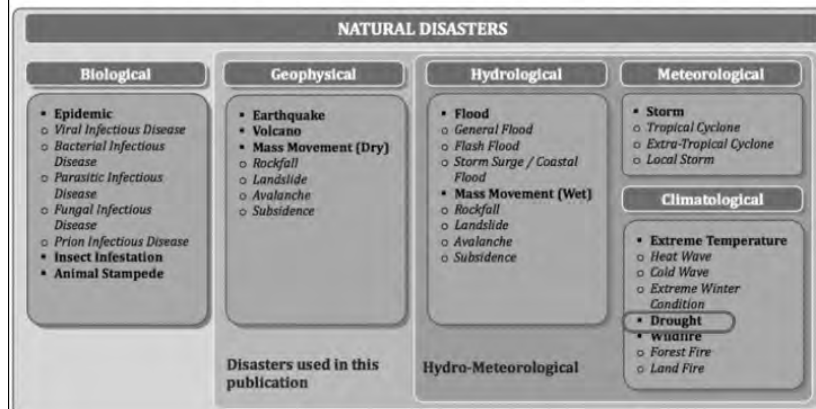 NATURAL DISASTERS
Biological
▪ Epidemic
o Viral Infectious Disease
o Bacterial Infectious
Disease
o Parasitic Infectious
Disease
o Fungal Infectious
Disease
o Prion Infectious Disease
▪ Insect Infestation
▪ Animal Stampede
Geophysical
▪ Earthquake
▪ Volcano
▪ Mass Movement (Dry)
o Rockfall
o Landslide
o Avalanche
o Subsidence
Disasters used in this
publication
Hydrological
▪ Flood
o General Flood
o Flash Flood
o Storm Surge / Coastal
Flood
▪ Mass Movement (Wet)
o Rockfall
o Landslide
o Avalanche
o Subsidence
Hydro-Meteorological
Meteorological
▪ Storm
o Tropical Cyclone
o Extra-Tropical Cyclone
o Local Storm
Climatological
▪ Extreme Temperature
o Heat Wave
o Cold Wave
o Extreme Winter
Condition
▪ Drought
▪ Wildfire
o Forest Fire
o Land Fire